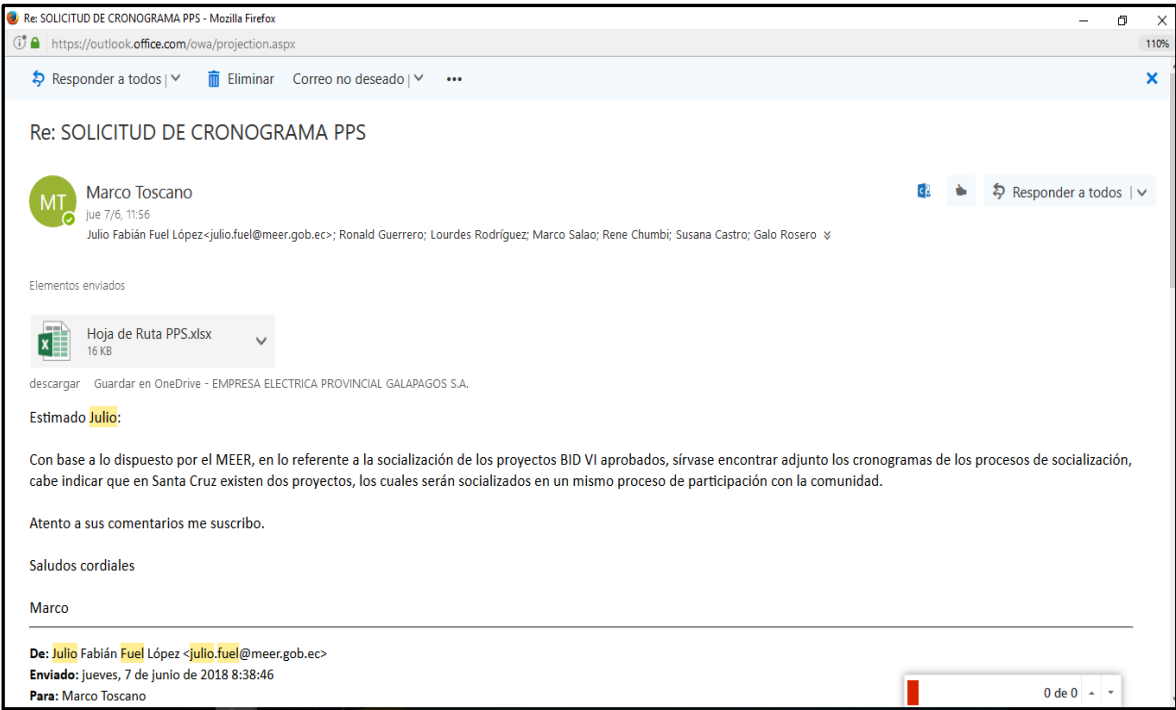 Re: SOLICITUD DE CRONOGRAMA PPS - Mozilla Firefox
https://outlook.office.com/owa/projection.aspx
110%
Responder a todos | Eliminar Correo no deseado | •••
Re: SOLICITUD DE CRONOGRAMA PPS
MT
Marco Toscano
jue 7/6, 11:56
Julio Fabián Fuel López<julio.fuel@meer.gob.ec>; Ronald Guerrero; Lourdes Rodríguez; Marco Salao; Rene Chumbi; Susana Castro; Galo Rosero
Responder a todos |
Elementos enviados
Hoja de Ruta PPS.xlsx
16 KB
descargar Guardar en OneDrive - EMPRESA ELECTRICA PROVINCIAL GALAPAGOS S.A.
Estimado Julio:
Con base a lo dispuesto por el MEER, en lo referente a la socialización de los proyectos BID VI aprobados, sírvase encontrar adjunto los cronogramas de los procesos de socialización,
cabe indicar que en Santa Cruz existen dos proyectos, los cuales serán socializados en un mismo proceso de participación con la comunidad.
Atento a sus comentarios me suscribo.
Saludos cordiales
Marco
De: Julio Fabián Fuel López <julio.fuel@meer.gob.ec>
Enviado: jueves, 7 de junio de 2018 8:38:46
Para: Marco Toscano
0 de 0